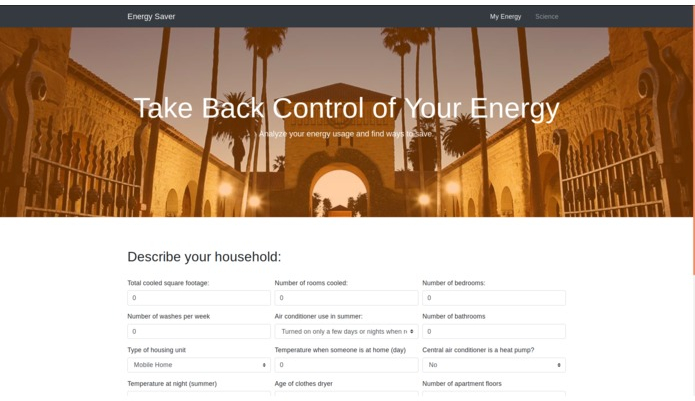 Energy Saver
My Energy Science
Take Back Control of Your Energy
Analyze your energy usage and find ways to save.
Describe your household:
Total cooled square footage: Number of rooms cooled: Number of bedrooms:
0 0 0
Number of washes per week Air conditioner use in summer: Number of bathrooms
0 Turned on only a few days or nights when n 0
Type of housing unit Temperature when someone is at home (day) Central air conditioner is a heat pump?
Mobile Home 0 No
Temperature at night (summer) Age of clothes dryer Number of apartment floors